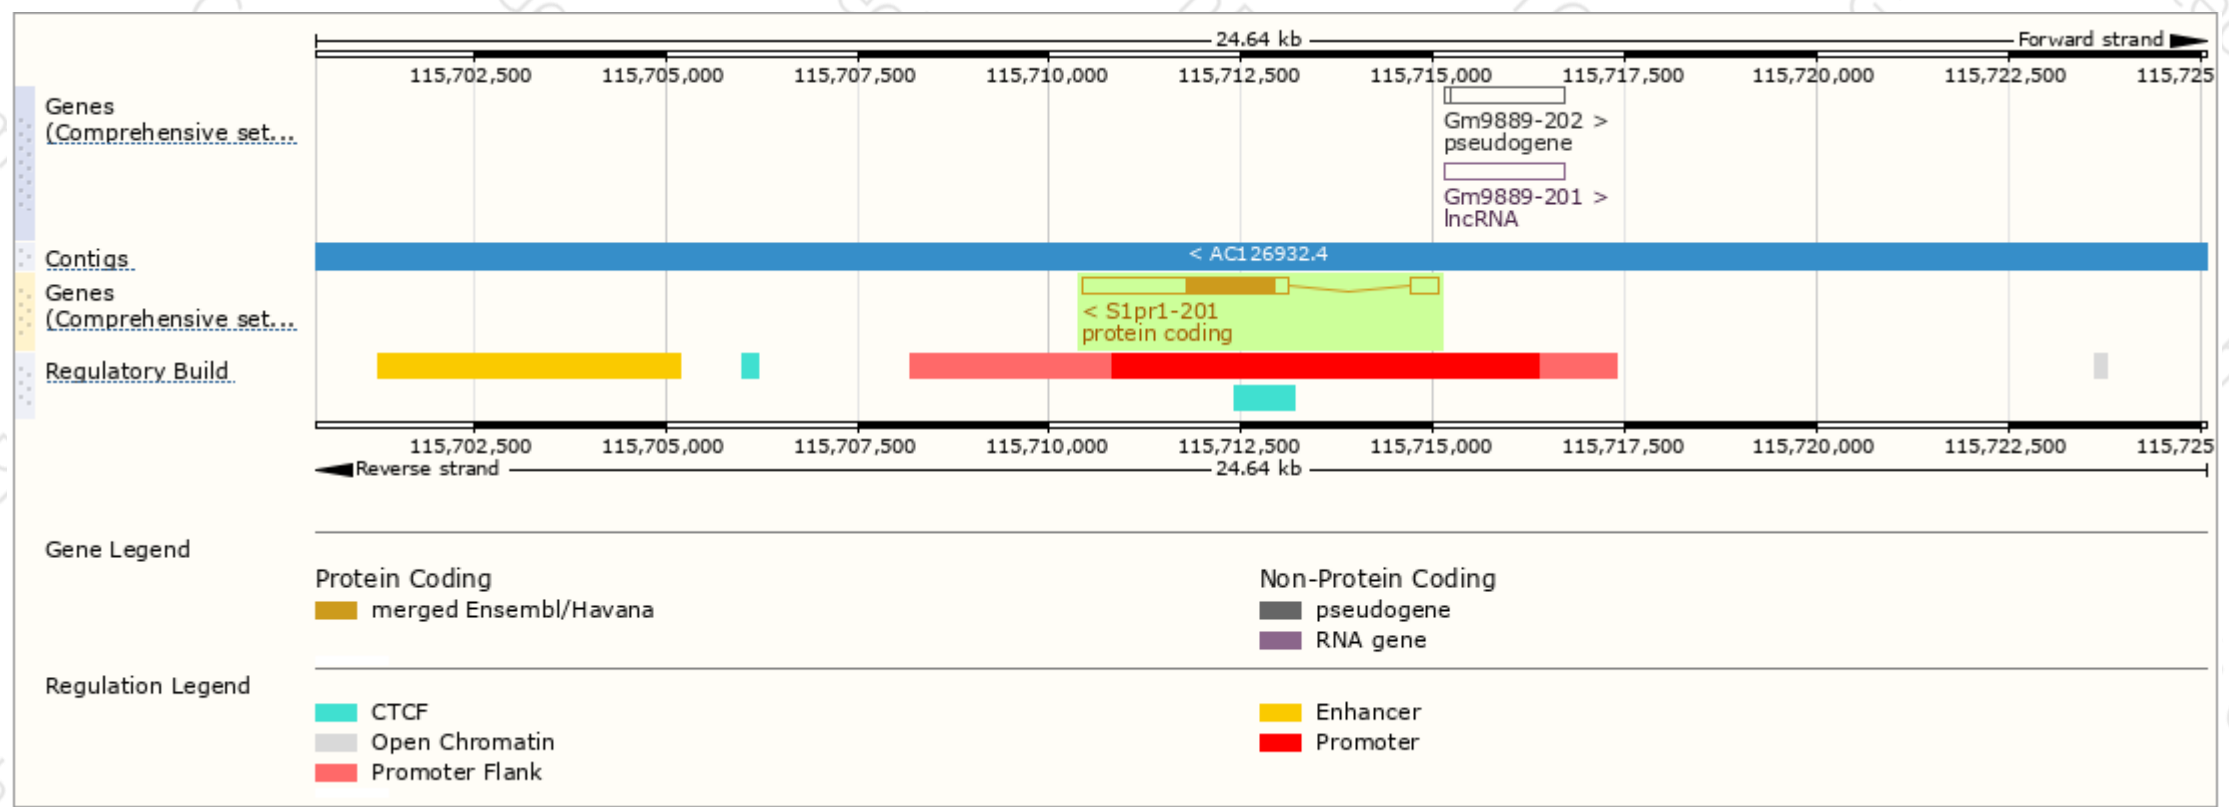 24.64 kb Forward strand
115,702,500 115,705,000 115,707,500 115,710,000 115,712,500 115,715,000 115,717,500 115,720,000 115,722,500 115,725
Genes
(Comprehensive set...
Gm9889-202 >
pseudogene
Gm9889-201 >
lncRNA
Contigs
< AC126932.4
Genes
(Comprehensive set...
< S1pr1-201
protein coding
Regulatory Build
115,702,500 115,705,000 115,707,500 115,710,000 115,712,500 115,715,000 115,717,500 115,720,000 115,722,500 115,725
Reverse strand 24.64 kb
Gene Legend
Protein Coding
merged Ensembl/Havana
Non-Protein Coding
pseudogene
RNA gene
Regulation Legend
CTCF
Open Chromatin
Promoter Flank
Enhancer
Promoter